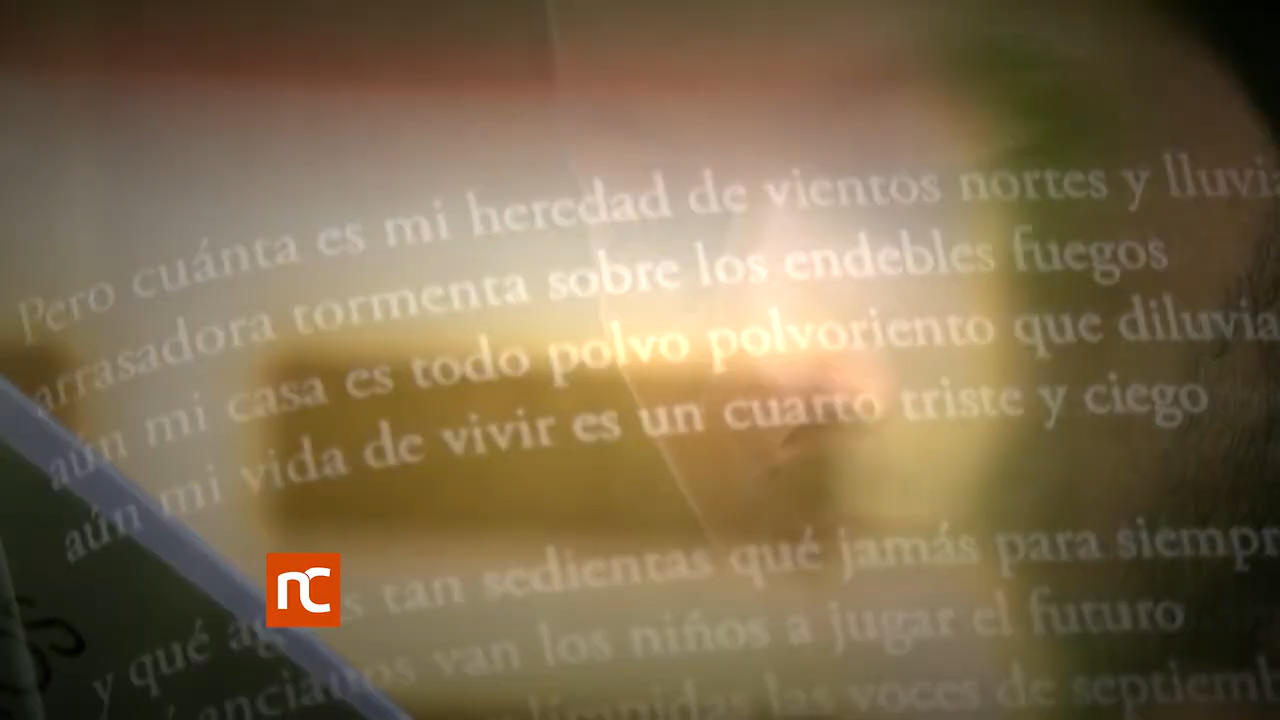 Pero cuánta es mi heredad de vientos nortes y lluvia
arrasadora tormenta sobre los endebles fuegos
aún mi casa es todo polvo polvoriento que diluvia
aún mi vida de vivir es un cuarto triste y ciego
y qué tan sedientas qué jamás para
van los niños a jugar el futuro
límpidas las voces de
nc